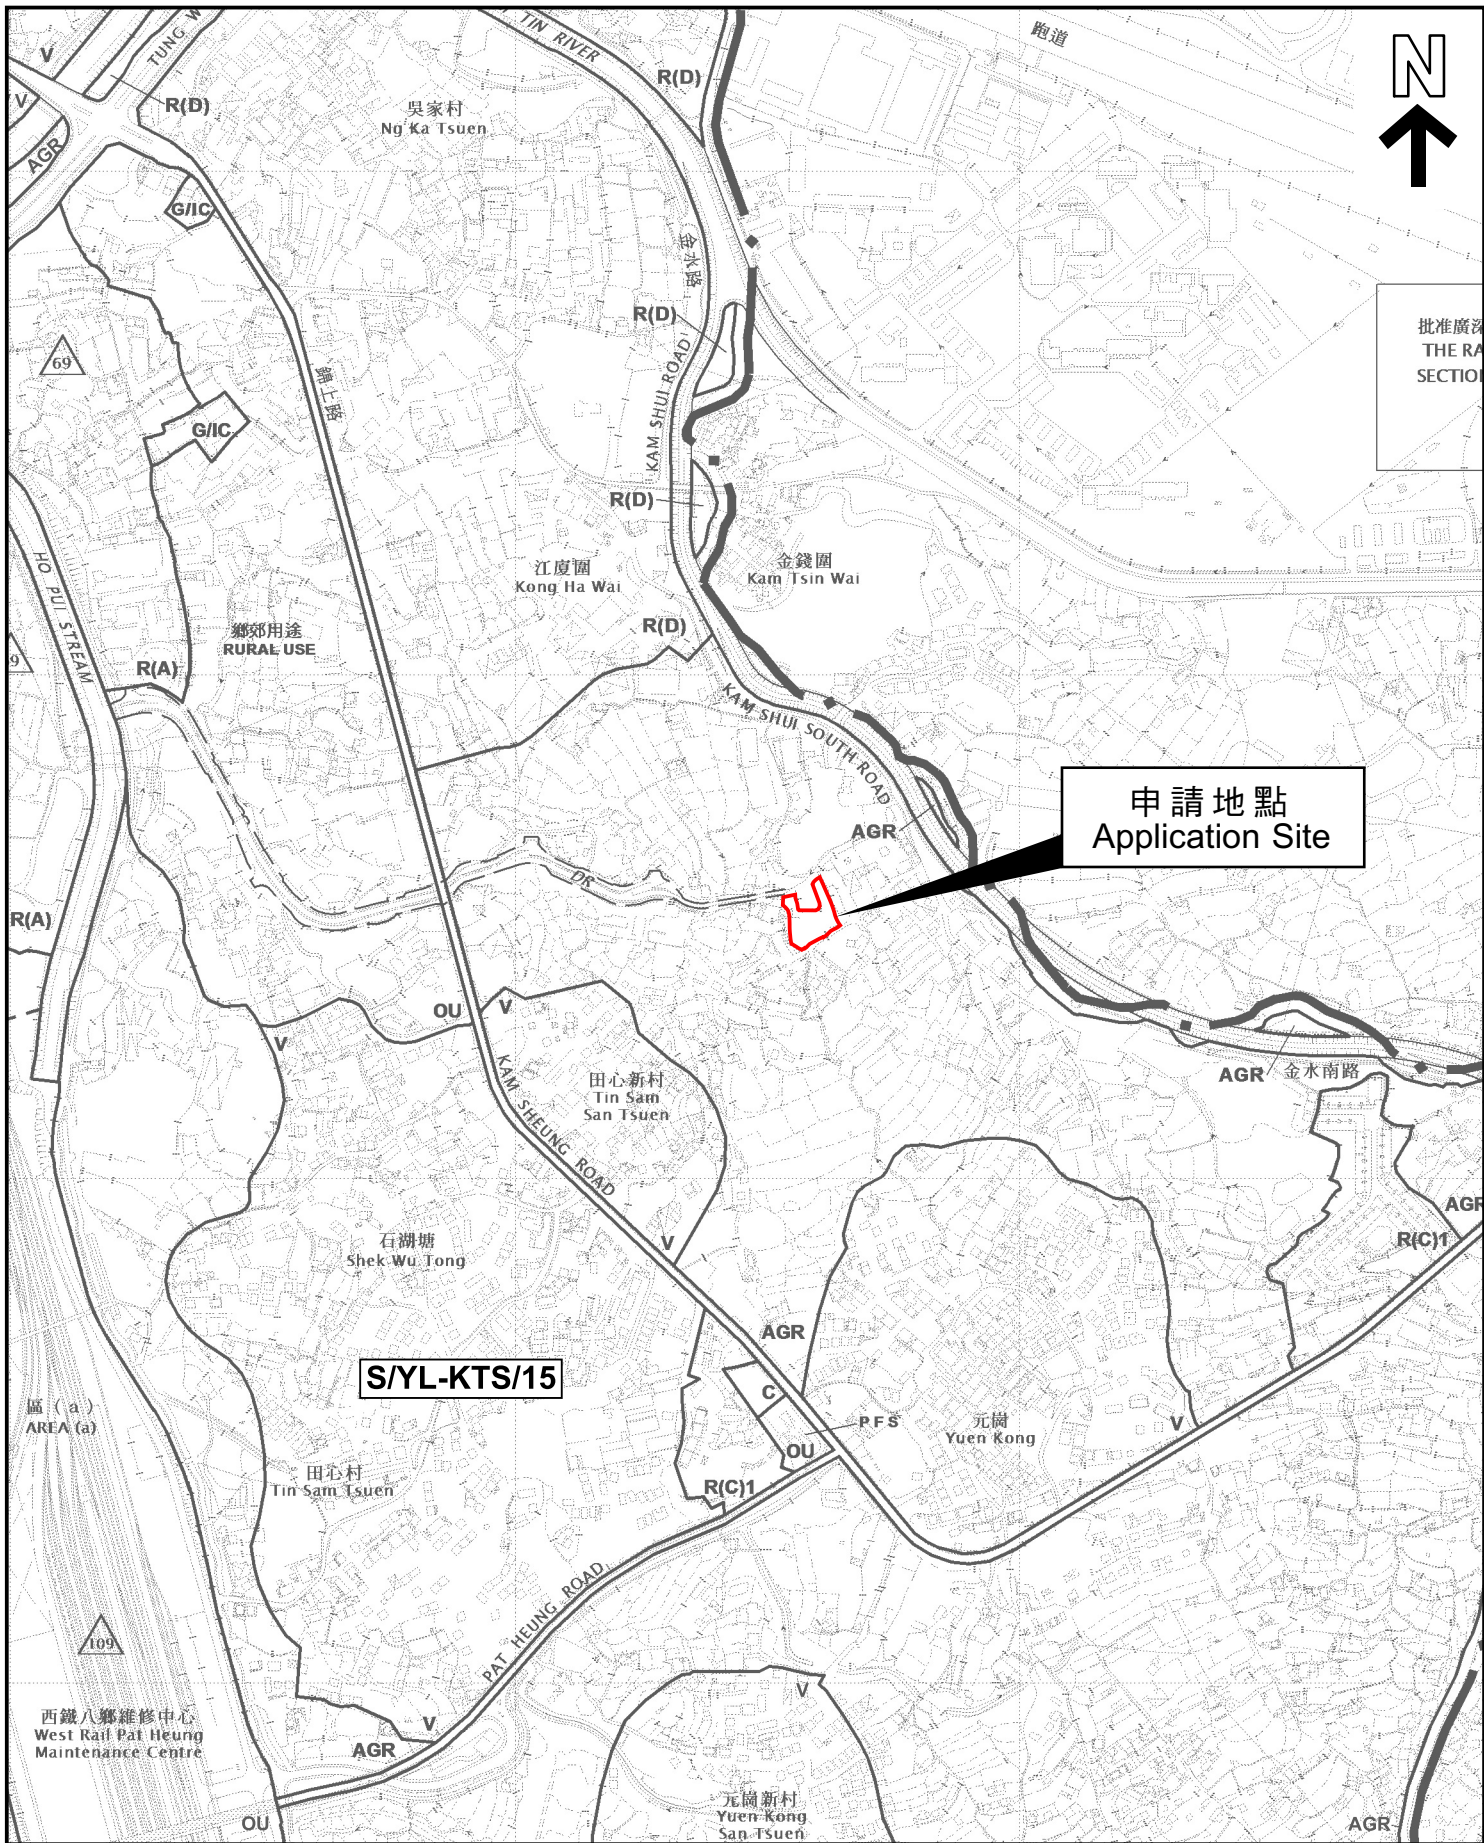 TIN RIVER
跑道
N
V
TUNG W
R(D)
R(D)
V
吳家村
Ng Ka Tsuen
AGR
G/IC
金水路
R(D)
批准廣深
THE RA
SECTION
69
錦上路
KAM SHUI ROAD
G/IC
R(D)
HO PUI STREAM
江廈圍
Kong Ha Wai
金錢圍
Kam Tsin Wai
鄉郊用途
RURAL USE
R(D)
9
R(A)
KAM SHUI SOUTH ROAD
申請地點
Application Site
AGR
DR
R(A)
OU
V
V
田心新村
Tin Sam
San Tsuen
AGR
金水南路
KAM SHEUNG ROAD
AGR
R(C)1
石湖塘
Shek Wu Tong
V
AGR
S/YL-KTS/15
C
區 ( a )
AREA (a)
PFS
元崗
Yuen Kong
V
OU
田心村
Tin Sam Tsuen
R(C)1
PAT HEUNG ROAD
109
V
西鐵八鄉維修中心
West Rail Pat Heung
Maintenance Centre
V
AGR
元崗新村
Yuen Kong
San Tsuen
OU
AGR